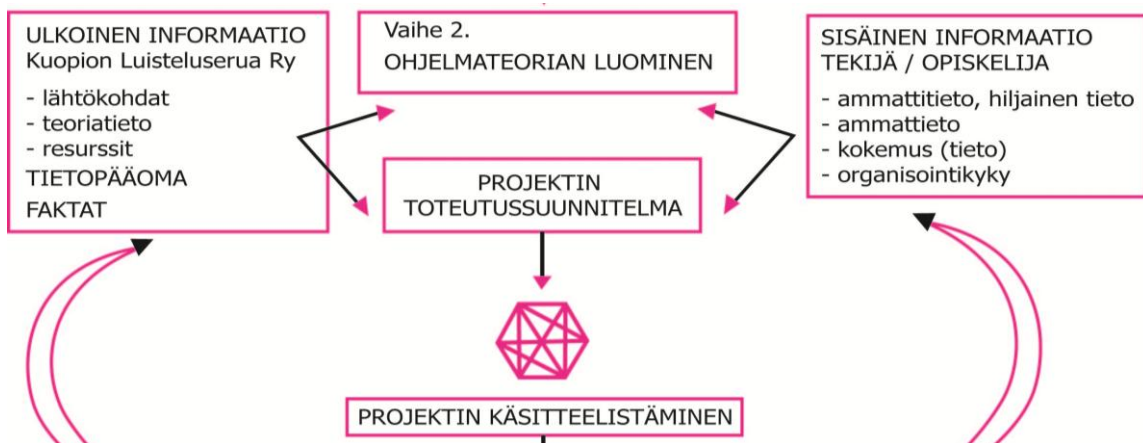 ULKOINEN INFORMAATIO
Kuopion Luisteluserua Ry
- lähtökohdat
- teoriatieto
- resurssit
TIETOPÄÄOMA
FAKTAT
Vaihe 2.
OHJELMATEORIAN LUOMINEN
SISÄINEN INFORMAATIO
TEKIJÄ / OPISKELIJA
- ammattitieto, hiljainen tieto
- ammattieto
- kokemus (tieto)
- organisointikyky
PROJEKTIN
TOTEUTUSSUUNNITELMA
PROJEKTIN KÄSITTEELISTÄMINEN